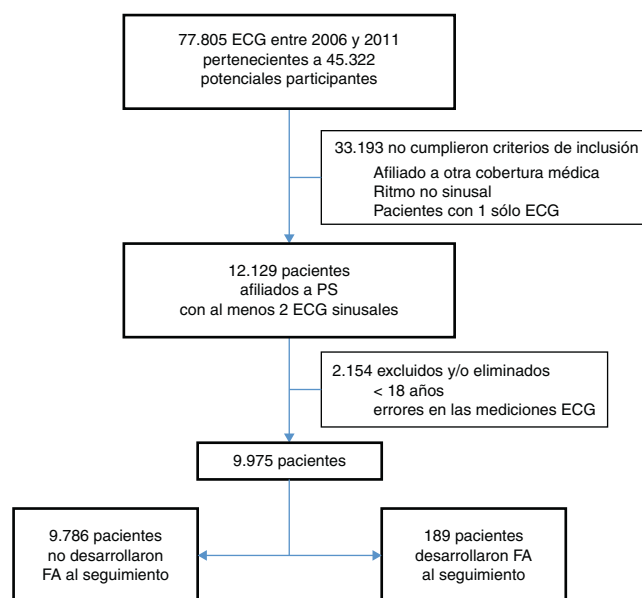 77.805 ECG entre 2006 y 2011
pertenecientes a 45.322
potenciales participantes
33.193 no cumplieron criterios de inclusión
Afiliado a otra cobertura médica
Ritmo no sinusal
Pacientes con 1 sólo ECG
12.129 pacientes
afiliados a PS
con al menos 2 ECG sinusales
2.154 excluidos y/o eliminados
< 18 años
errores en las mediciones ECG
9.975 pacientes
9.786 pacientes
no desarrollaron
FA al seguimiento
189 pacientes
desarrollaron FA
al seguimiento